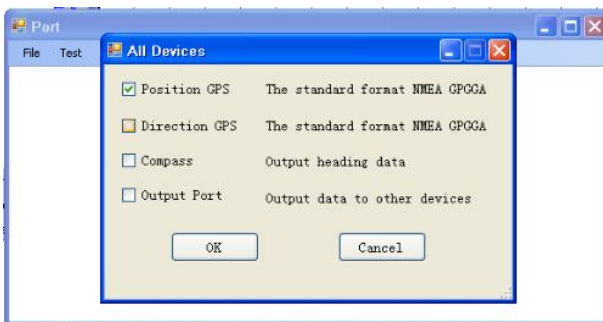 Port
File Test
All Devices
Position GPS The standard format NMEA GPGGA
Direction GPS The standard format NMEA GPGGA
Compass Output heading data
Output Port Output data to other devices
OK Cancel